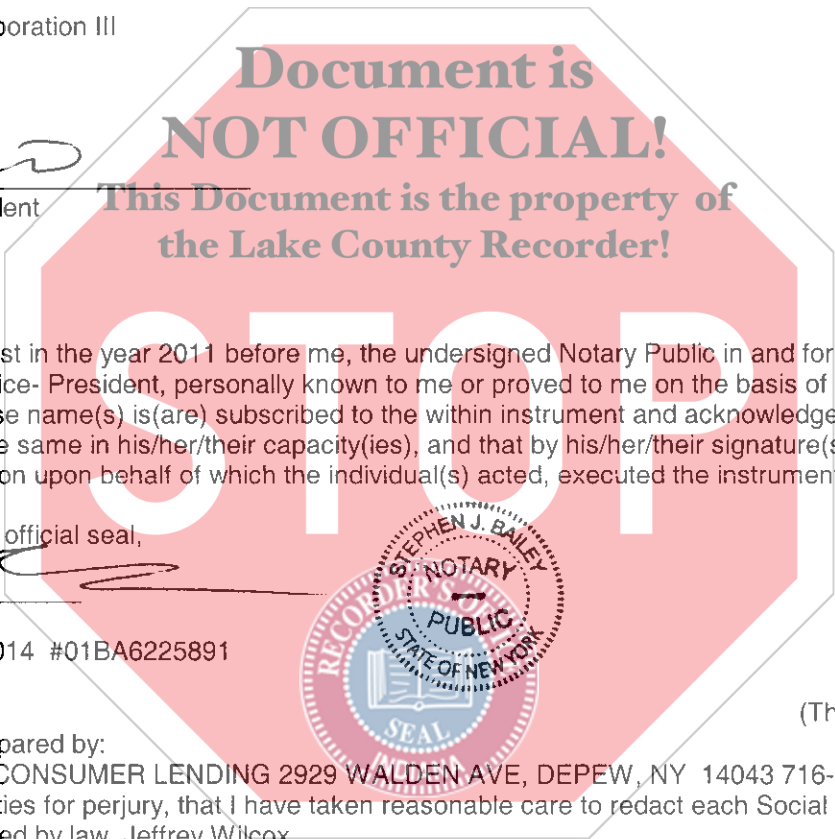 poration III
Document is
NOT OFFICIAL!
This Document is the property of
the Lake County Recorder!
lent
STOP
st in the year 2011 before me, the undersigned Notary Public in and for
ice- President, personally known to me or proved to me on the basis of
se name(s) is(are) subscribed to the within instrument and acknowledge
e same in his/her/their capacity(ies), and that by his/her/their signature(s
on upon behalf of which the individual(s) acted, executed the instrumen
official seal,
STEPHEN J. BAILEY
NOTARY
PUBLIC
STATE OF NEW YORK
RECORDER'S OFFICE
SEAL
INDIANA
014 #01BA6225891
(Th
pared by:
CONSUMER LENDING 2929 WALDEN AVE, DEPEW, NY 14043 716-
ties for perjury, that I have taken reasonable care to redact each Social
ed by law. Jeffrey Wilcox